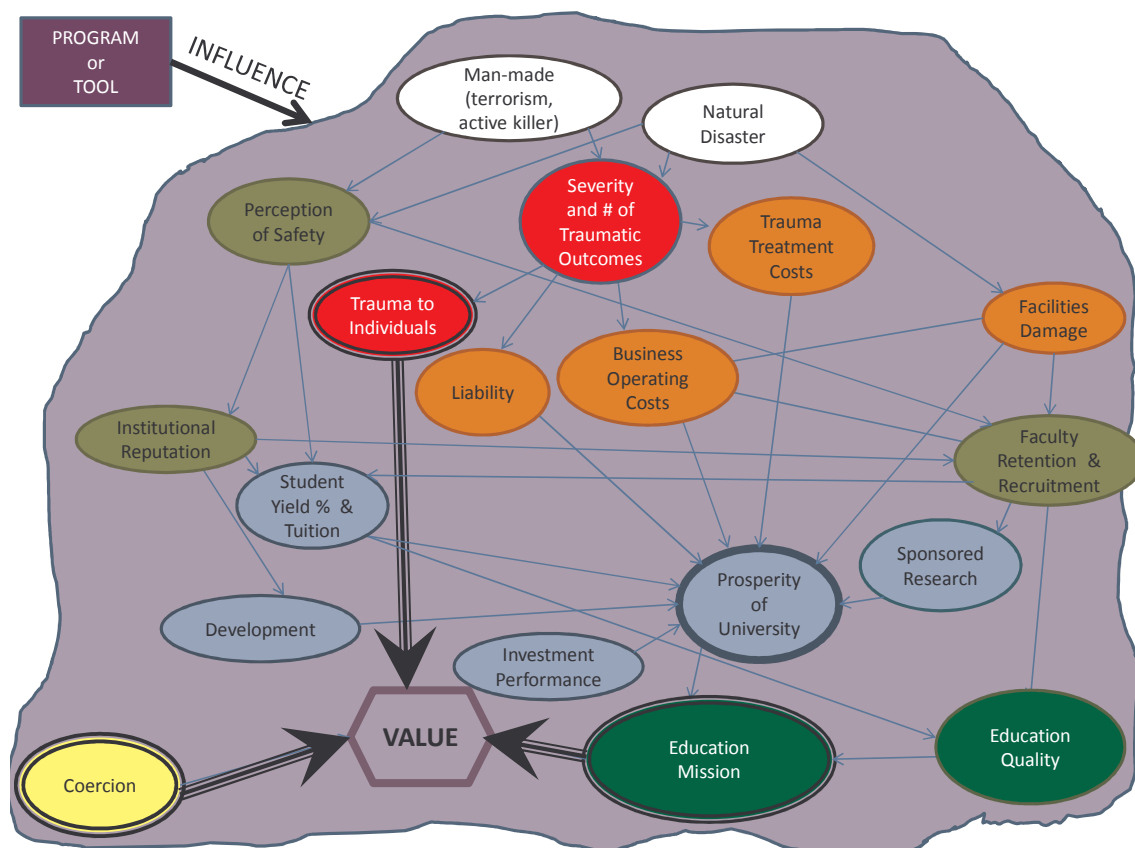 PROGRAM
or
TOOL
INFLUENCE
Man-made
(terrorism,
active killer)
Natural
Disaster
Perception
of Safety
Severity
and # of
Traumatic
Outcomes
Trauma
Treatment
Costs
Trauma to
Individuals
Facilities
Damage
Liability
Business
Operating
Costs
Institutional
Reputation
Faculty
Retention &
Recruitment
Student
Yield % &
Tuition
Sponsored
Research
Prosperity
of
University
Development
Investment
Performance
VALUE
Education
Mission
Education
Quality
Coercion